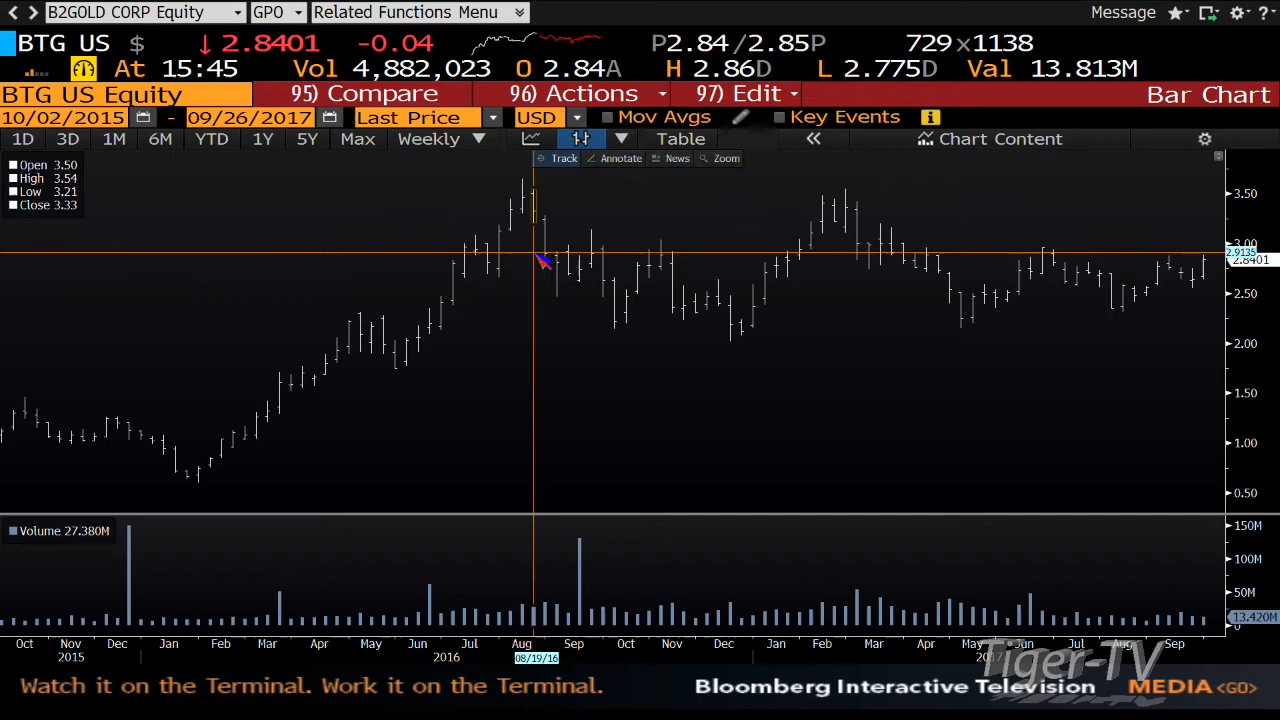 B2GOLD CORP Equity GPO Related Functions Menu Message ?
BTG US $ ↓ 2.8401 -0.04 P2.84/2.85P 729x1138
At 15:45 Vol 4,882,023 O 2.84A H 2.86D L 2.775D Val 13.813M
BTG US Equity 95) Compare 96) Actions 97) Edit Bar Chart
10/02/2015 - 09/26/2017 Last Price USD Mov Avgs Key Events
1D 3D 1M 6M YTD 1Y 5Y Max Weekly Table « Chart Content
Track Annotate News Zoom
Open 3.50
High 3.54
Low 3.21
Close 3.33
3.50
3.00
2.9135
2.8401
2.50
2.00
1.50
1.00
0.50
Volume 27.380M
150M
100M
50M
13.420M
0
Oct Nov Dec Jan Feb Mar Apr May Jun Jul Aug Sep Oct Nov Dec Jan Feb Mar Apr May Jun Jul Aug Sep
2015 2016 08/19/16 2017
Tiger-TV
Watch it on the Terminal. Work it on the Terminal. Bloomberg Interactive Television MEDIA <GO>